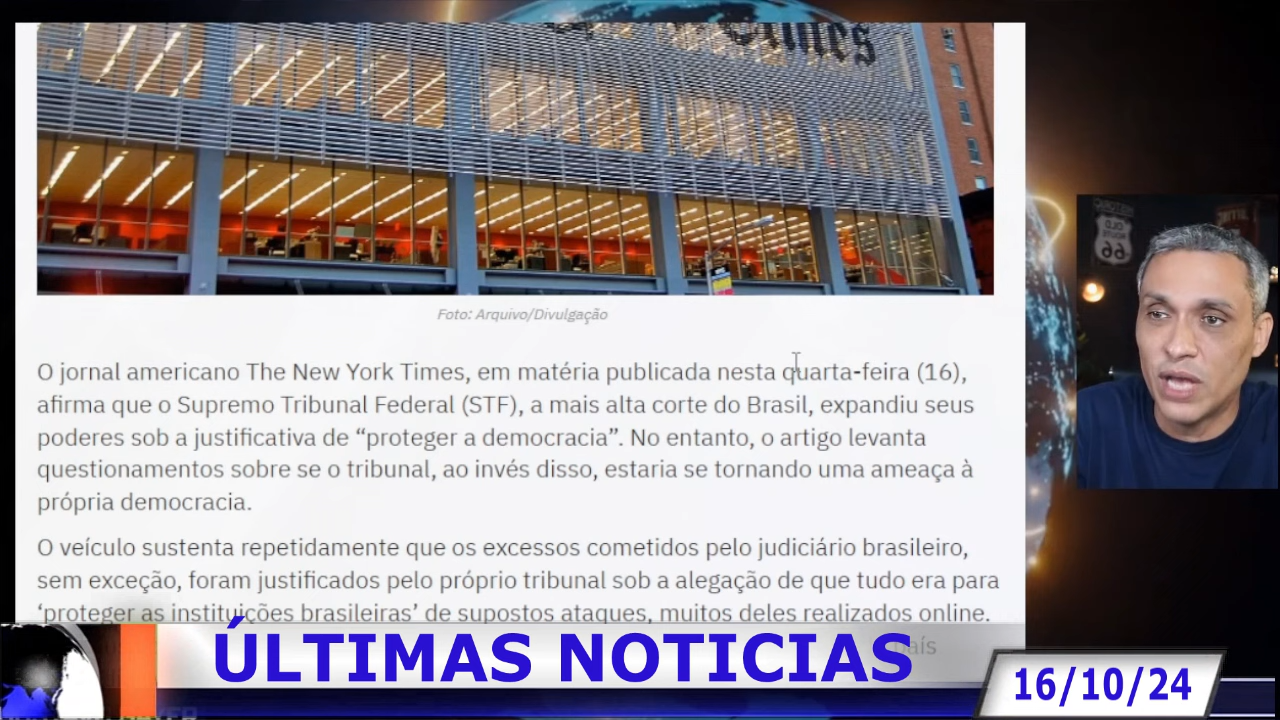 Times
Foto: Arquivo/Divulgação
O jornal americano The New York Times, em matéria publicada nesta quarta-feira (16),
afirma que o Supremo Tribunal Federal (STF), a mais alta corte do Brasil, expandiu seus
poderes sob a justificativa de “proteger a democracia”. No entanto, o artigo levanta
questionamentos sobre se o tribunal, ao invés disso, estaria se tornando uma ameaça à
própria democracia.
O veículo sustenta repetidamente que os excessos cometidos pelo judiciário brasileiro,
sem exceção, foram justificados pelo próprio tribunal sob a alegação de que tudo era para
‘proteger as instituições brasileiras’ de supostos ataques, muitos deles realizados online.
país
66
ÚLTIMAS NOTICIAS
16/10/24